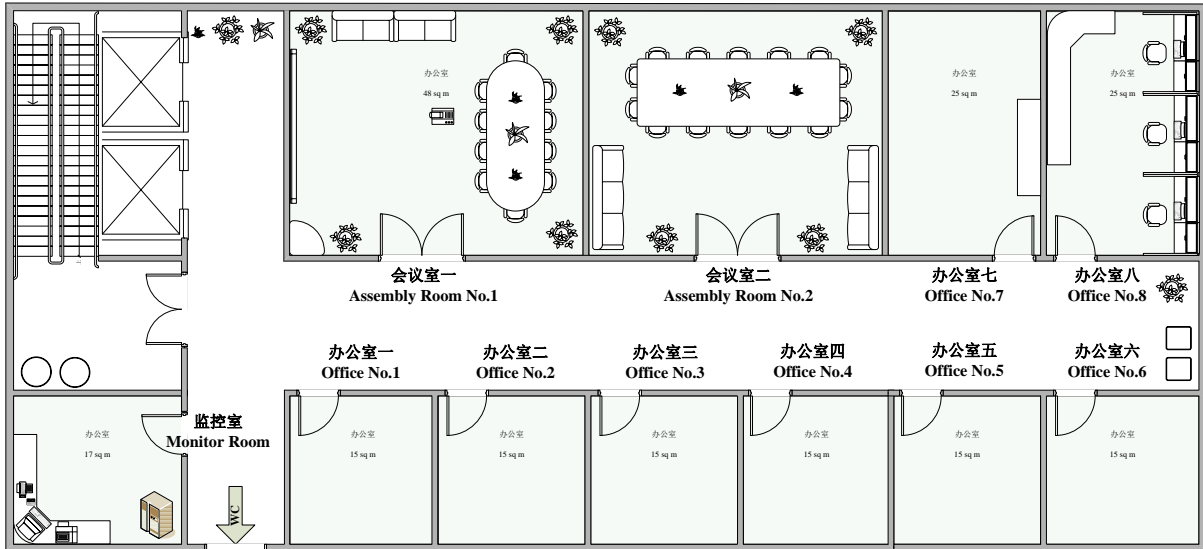 办公室
48 sq m
办公室
25 sq m
办公室
25 sq m
会议室一
Assembly Room No.1
会议室二
Assembly Room No.2
办公室七
Office No.7
办公室八
Office No.8
办公室一
Office No.1
办公室二
Office No.2
办公室三
Office No.3
办公室四
Office No.4
办公室五
Office No.5
办公室六
Office No.6
监控室
Monitor Room
办公室
17 sq m
办公室
15 sq m
办公室
15 sq m
办公室
15 sq m
办公室
15 sq m
办公室
15 sq m
办公室
15 sq m
WC